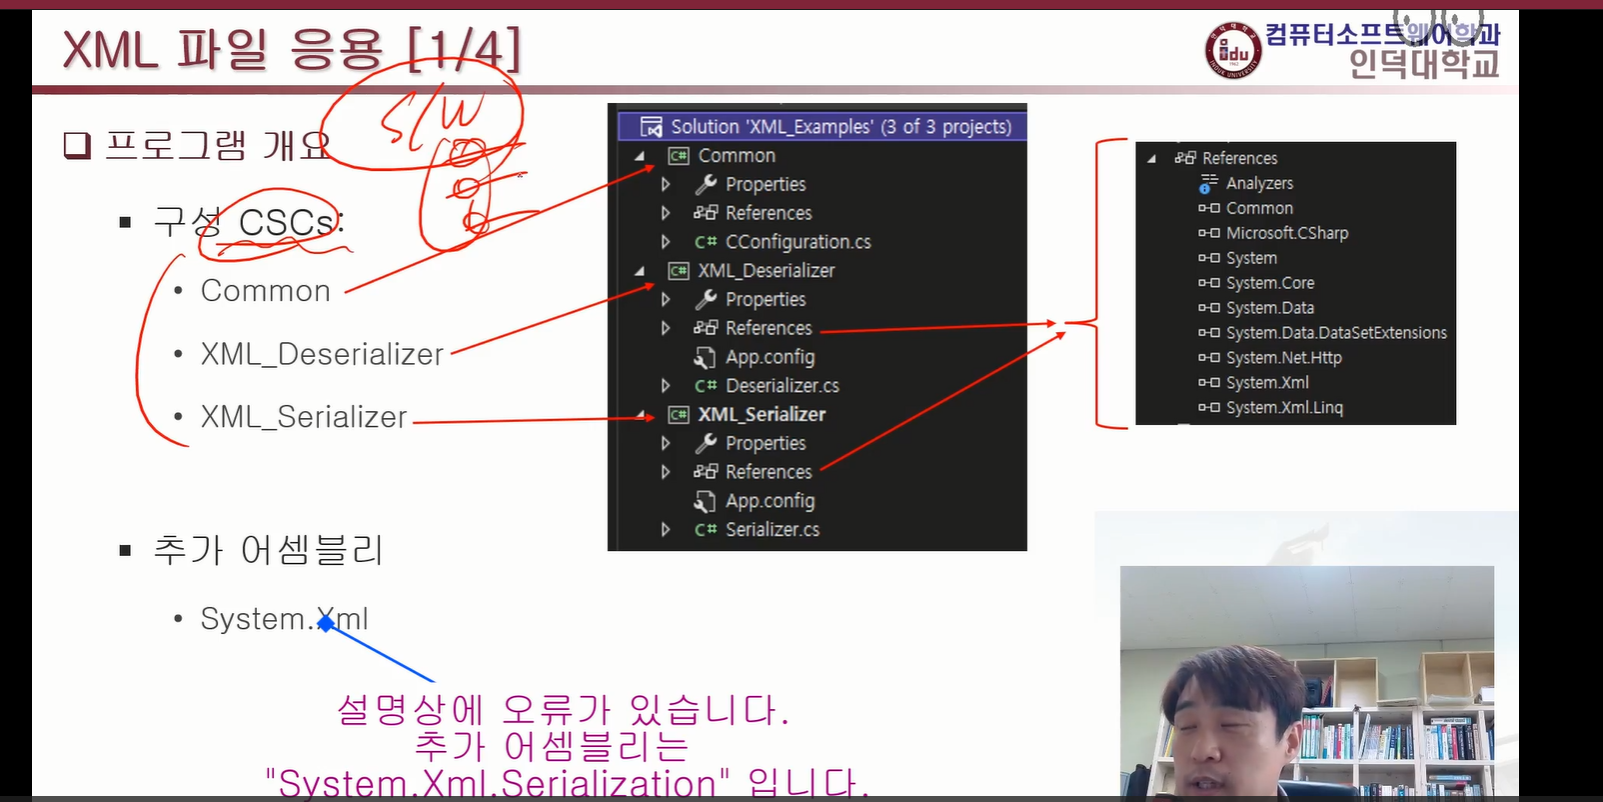 XML 파일 응용 [1/4]
컴퓨터소프트웨어학과
인덕대학교
idu
프로그램 개요
S/W
구성 CSCs:
Common
XML_Deserializer
XML_Serializer
추가 어셈블리
System.Xml
설명상에 오류가 있습니다.
추가 어셈블리는
"System.Xml.Serialization" 입니다.
Solution 'XML_Examples' (3 of 3 projects)
C# Common
Properties
References
C# CConfiguration.cs
C# XML_Deserializer
Properties
References
App.config
C# Deserializer.cs
C# XML_Serializer
Properties
References
App.config
C# Serializer.cs
References
Analyzers
Common
Microsoft.CSharp
System
System.Core
System.Data
System.Data.DataSetExtensions
System.Net.Http
System.Xml
System.Xml.Linq